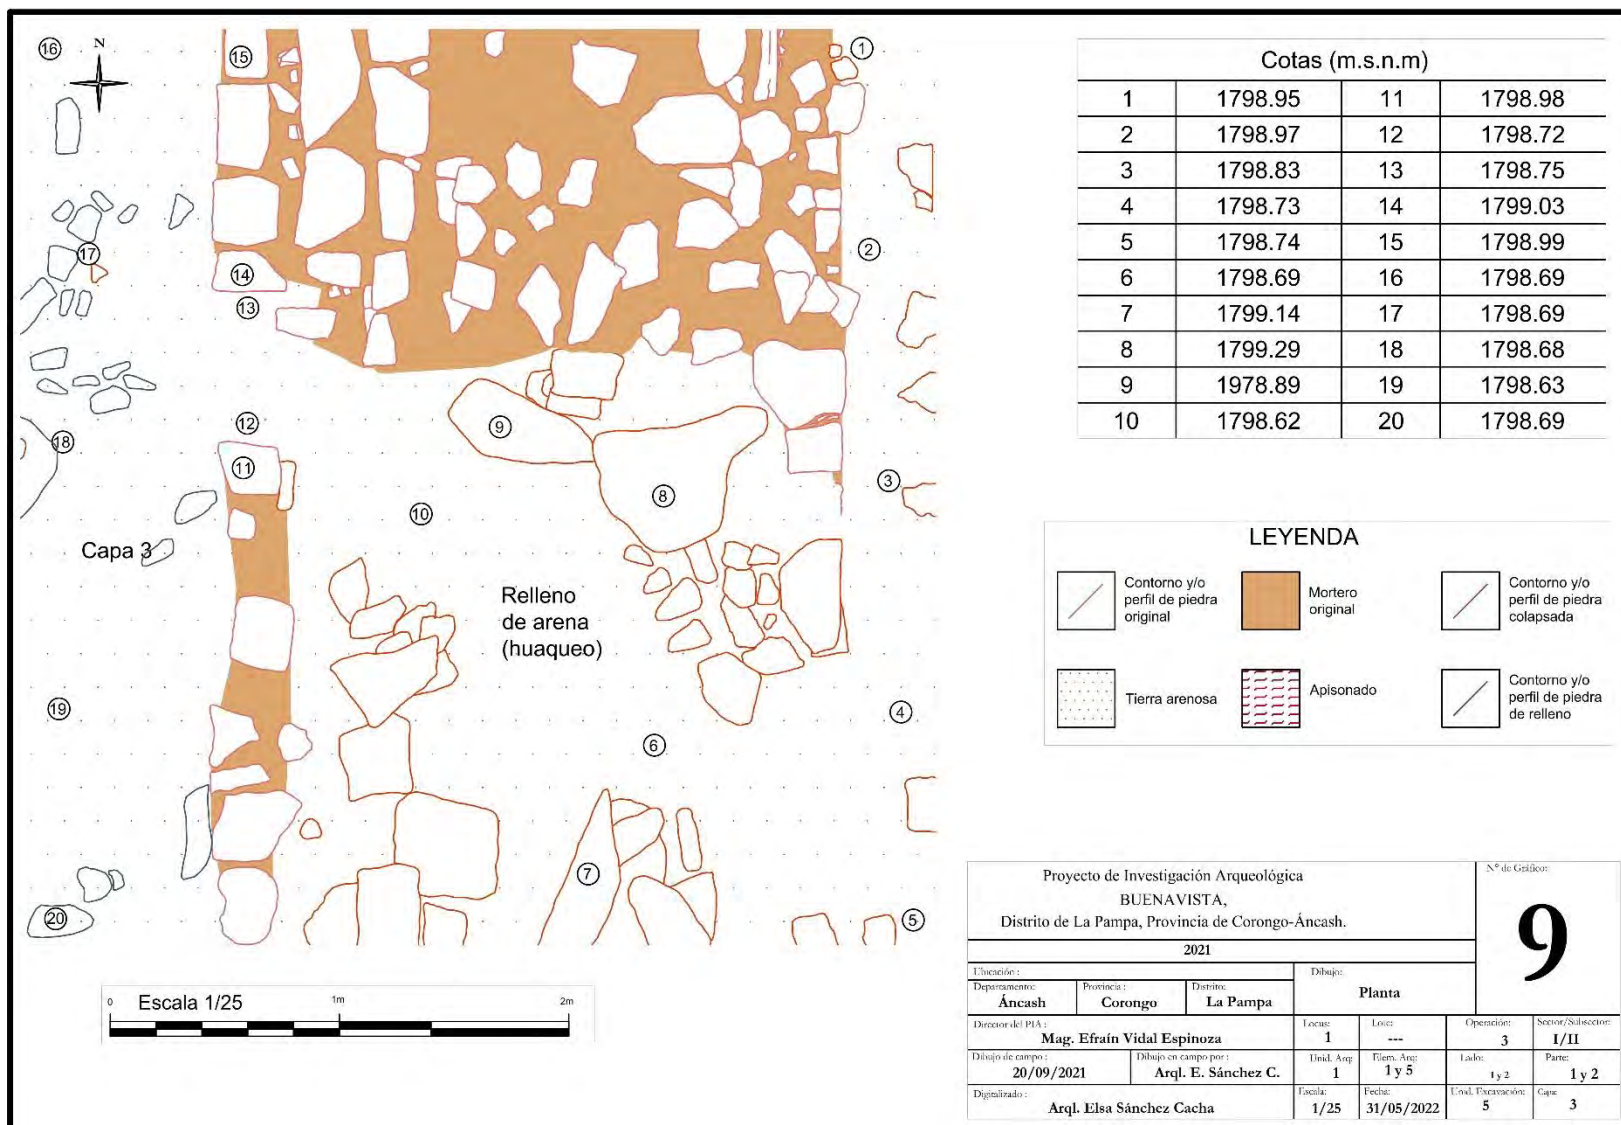 N
16
15
1
17
14
2
13
12
18
11
9
8
3
10
Capa 3
Relleno
de arena
(huaqueo)
19
4
6
7
20
5
0 Escala 1/25 1m 2m
Cotas (m.s.n.m)
1 1798.95 11 1798.98
2 1798.97 12 1798.72
3 1798.83 13 1798.75
4 1798.73 14 1799.03
5 1798.74 15 1798.99
6 1798.69 16 1798.69
7 1799.14 17 1798.69
8 1799.29 18 1798.68
9 1978.89 19 1798.63
10 1798.62 20 1798.69
LEYENDA
Contorno y/o
perfil de piedra
original
Mortero
original
Contorno y/o
perfil de piedra
colapsada
Tierra arenosa
Apisonado
Contorno y/o
perfil de piedra
de relleno
Proyecto de Investigación Arqueológica
BUENAVISTA,
Distrito de La Pampa, Provincia de Corongo-Áncash.
2021
N° de Gráfico:
9
Ubicación :
Departamento: Áncash
Provincia : Corongo
Distrito: La Pampa
Dibujo:
Planta
Director del PIA :
Mag. Efraín Vidal Espinoza
Locus: 1
Lote: ---
Operación: 3
Sector/Subsector: I/II
Dibujo de campo :
20/09/2021
Dibujo en campo por :
Arql. E. Sánchez C.
Unid. Arq: 1
Elem. Arq: 1 y 5
Lado: 1 y 2
Parte: 1 y 2
Digitalizado :
Arql. Elsa Sánchez Cacha
Escala: 1/25
Fecha: 31/05/2022
Unid. Excavación: 5
Capa: 3